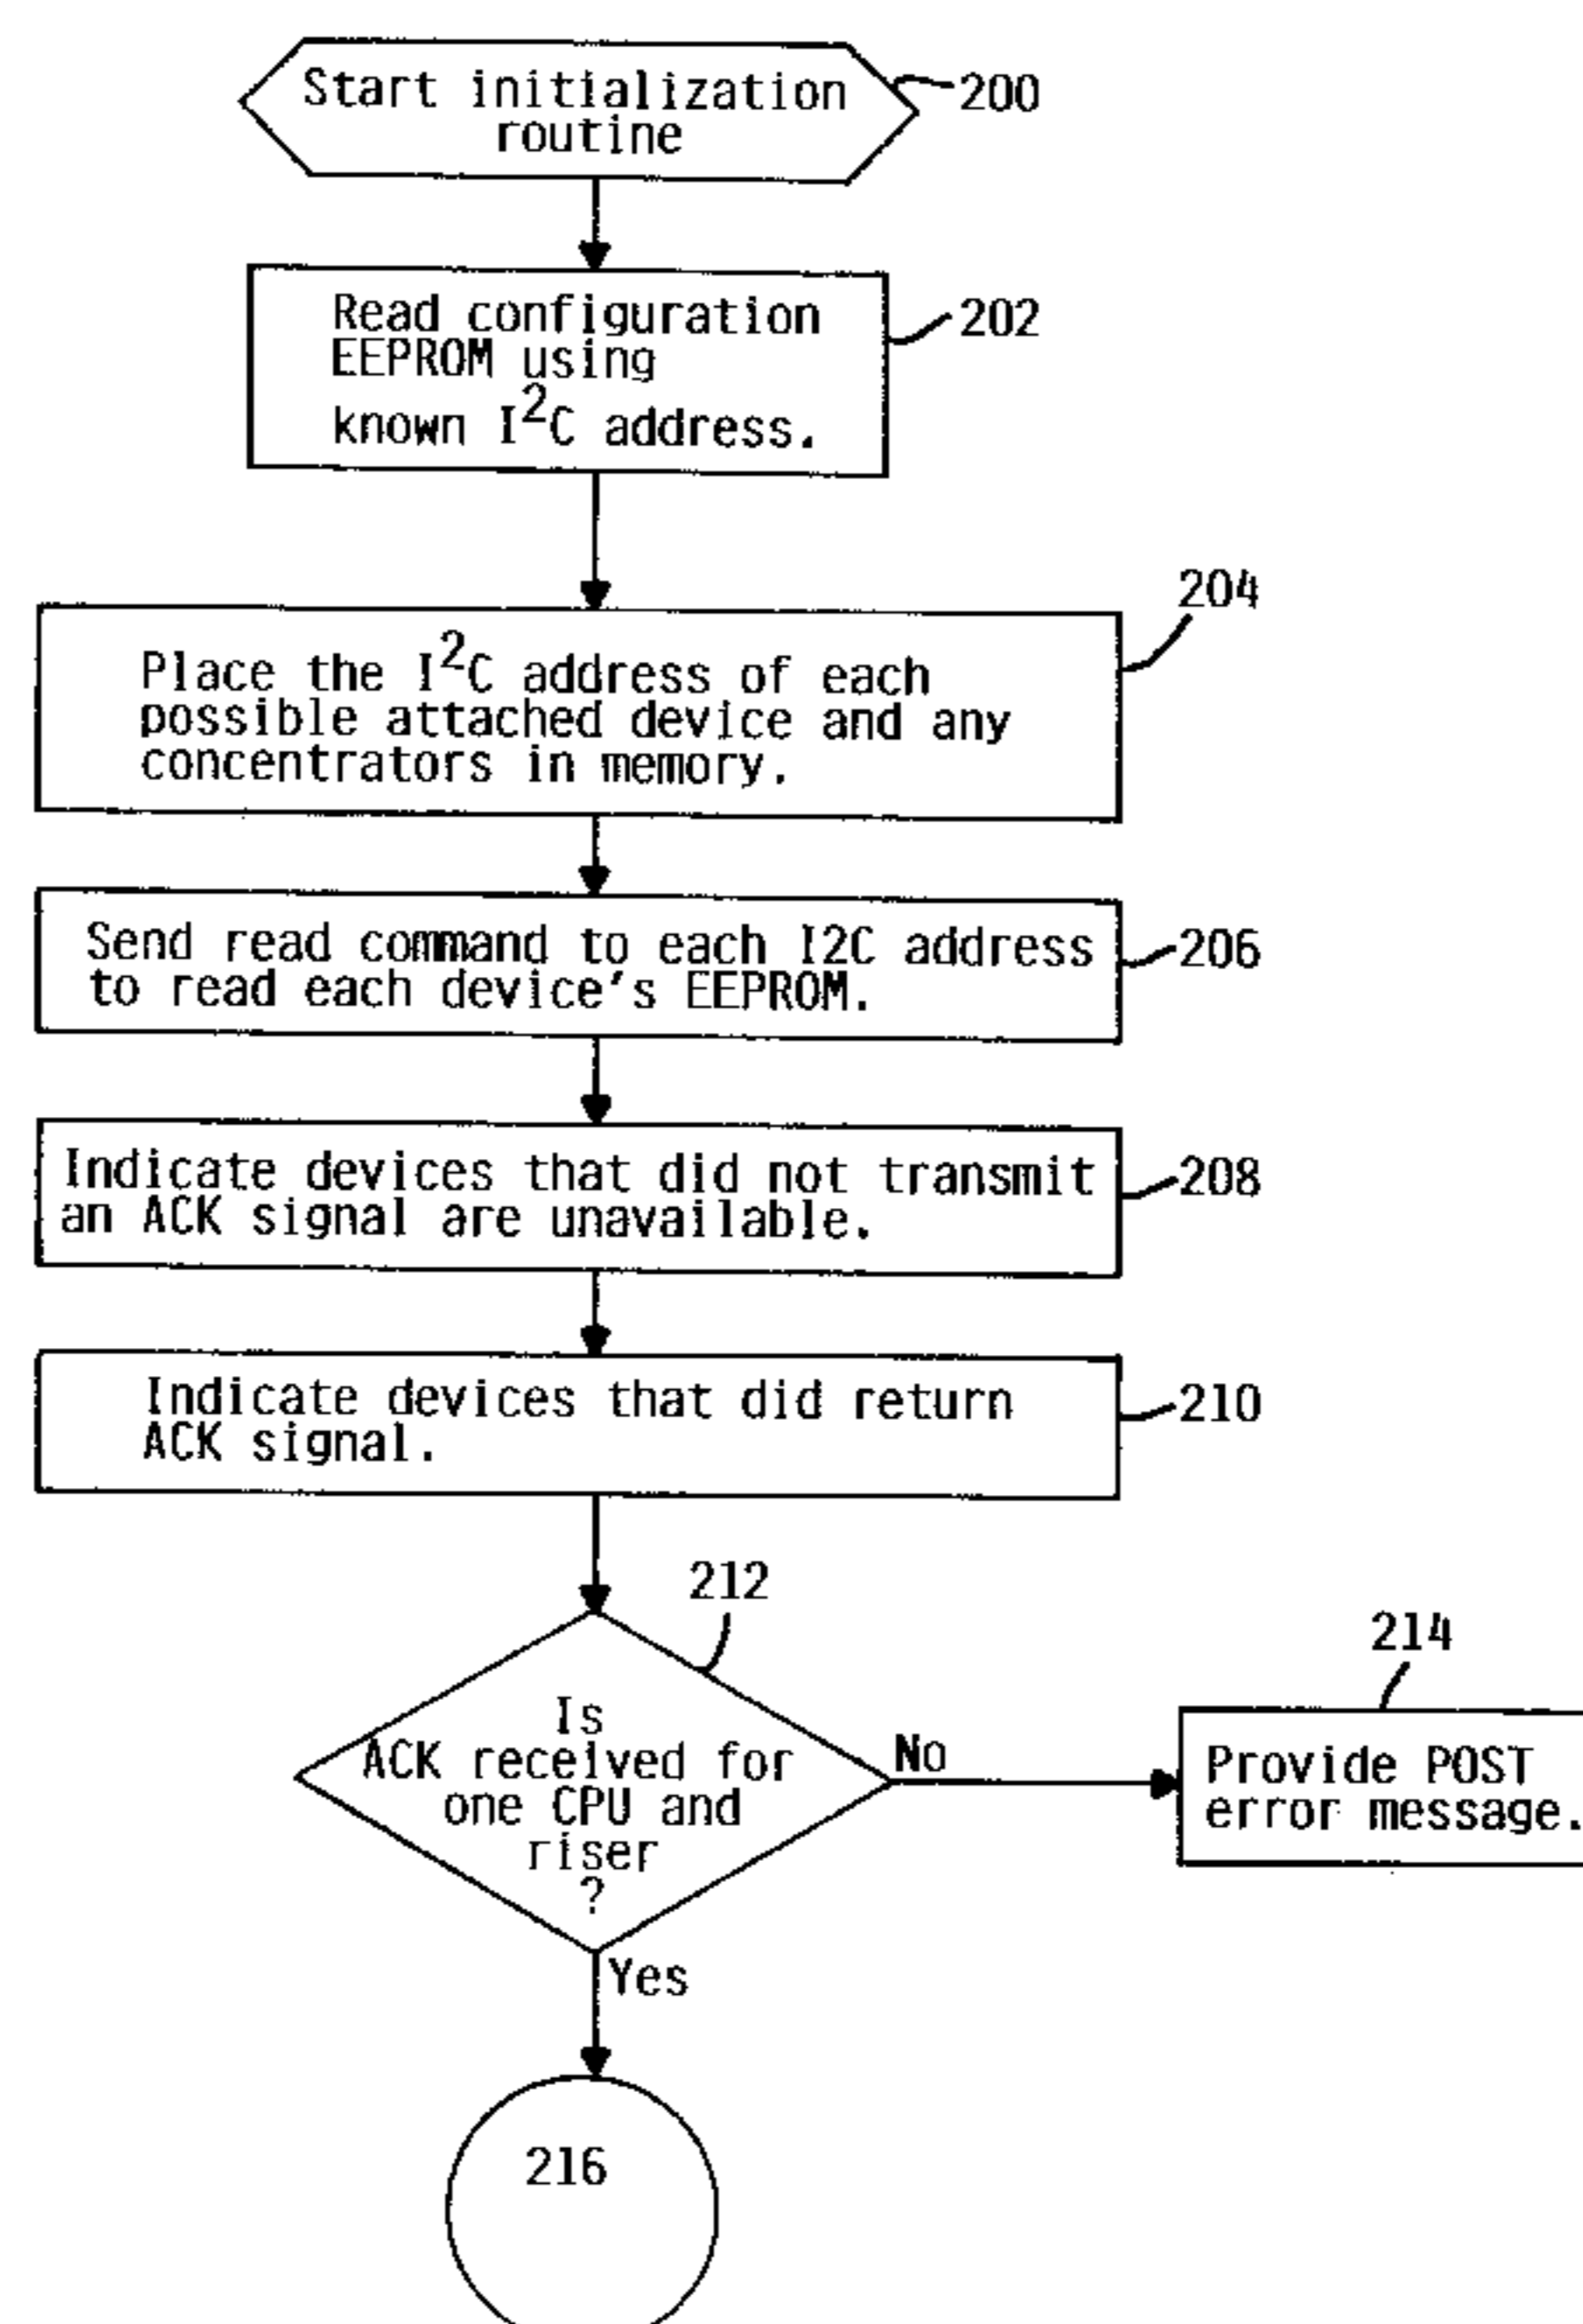 Start initialization
routine
200
Read configuration
EEPROM using
known I²C address.
202
204
Place the I²C address of each
possible attached device and any
concentrators in memory.
Send read command to each I2C address
to read each device's EEPROM.
206
Indicate devices that did not transmit
an ACK signal are unavailable.
208
Indicate devices that did return
ACK signal.
210
212
Is
ACK received for
one CPU and
riser
?
No
214
Provide POST
error message.
Yes
216